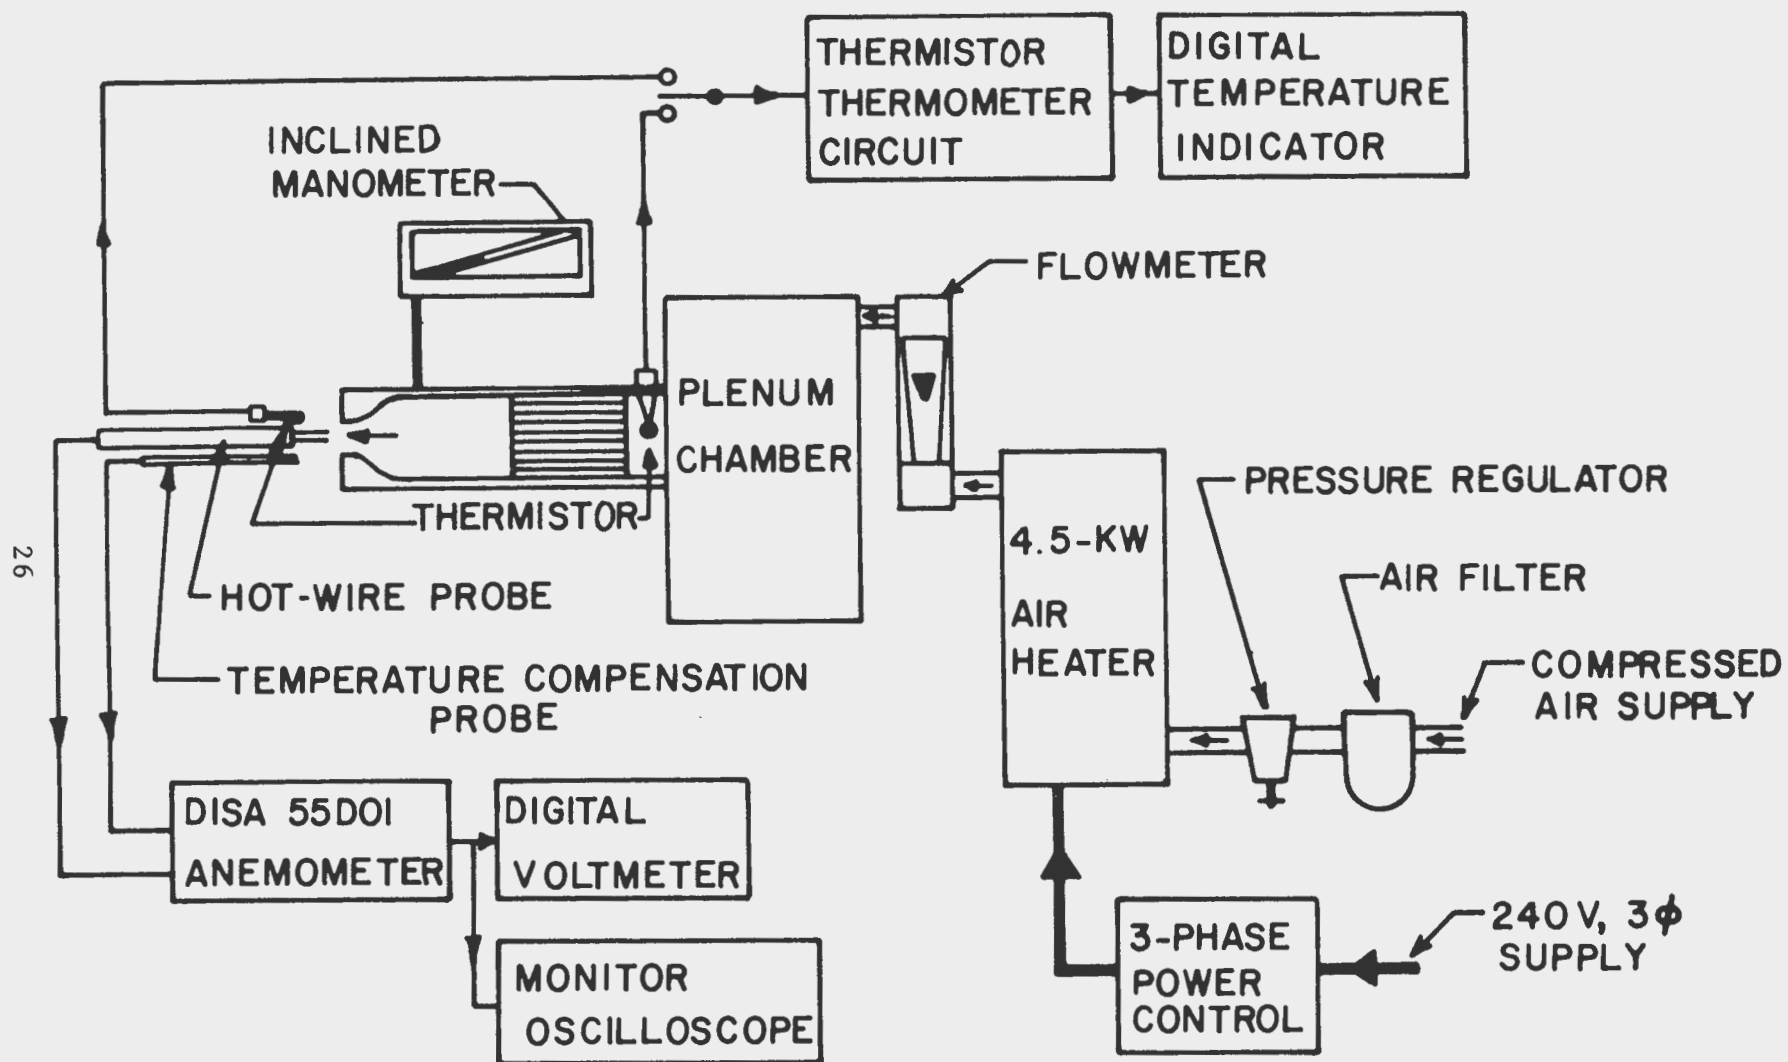 THERMISTOR
THERMOMETER
CIRCUIT
DIGITAL
TEMPERATURE
INDICATOR
INCLINED
MANOMETER
FLOWMETER
PLENUM
CHAMBER
PRESSURE REGULATOR
THERMISTOR
4.5-KW
AIR
HEATER
AIR FILTER
HOT-WIRE PROBE
COMPRESSED
AIR SUPPLY
TEMPERATURE COMPENSATION
PROBE
DISA 55D01
ANEMOMETER
DIGITAL
VOLTMETER
MONITOR
OSCILLOSCOPE
3-PHASE
POWER
CONTROL
240V, 3ϕ
SUPPLY
26